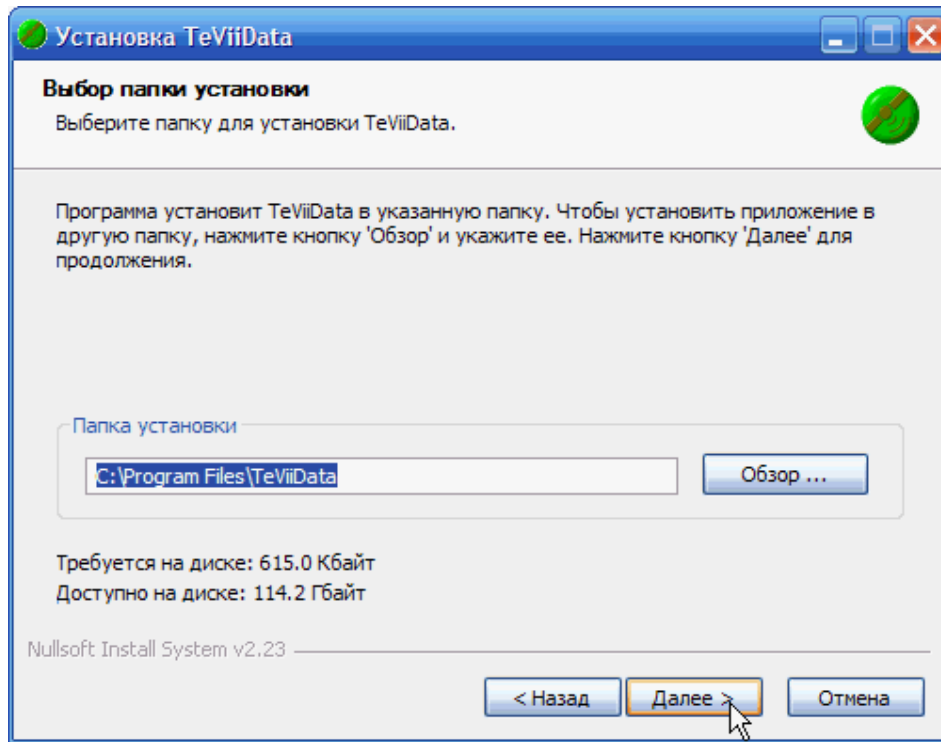 Установка TeViiData
Выбор папки установки
Выберите папку для установки TeViiData.
Программа установит TeViiData в указанную папку. Чтобы установить приложение в
другую папку, нажмите кнопку 'Обзор' и укажите ее. Нажмите кнопку 'Далее' для
продолжения.
Папка установки
C:\Program Files\TeViiData
Обзор ...
Требуется на диске: 615.0 Кбайт
Доступно на диске: 114.2 Гбайт
Nullsoft Install System v2.23
< Назад
Далее >
Отмена